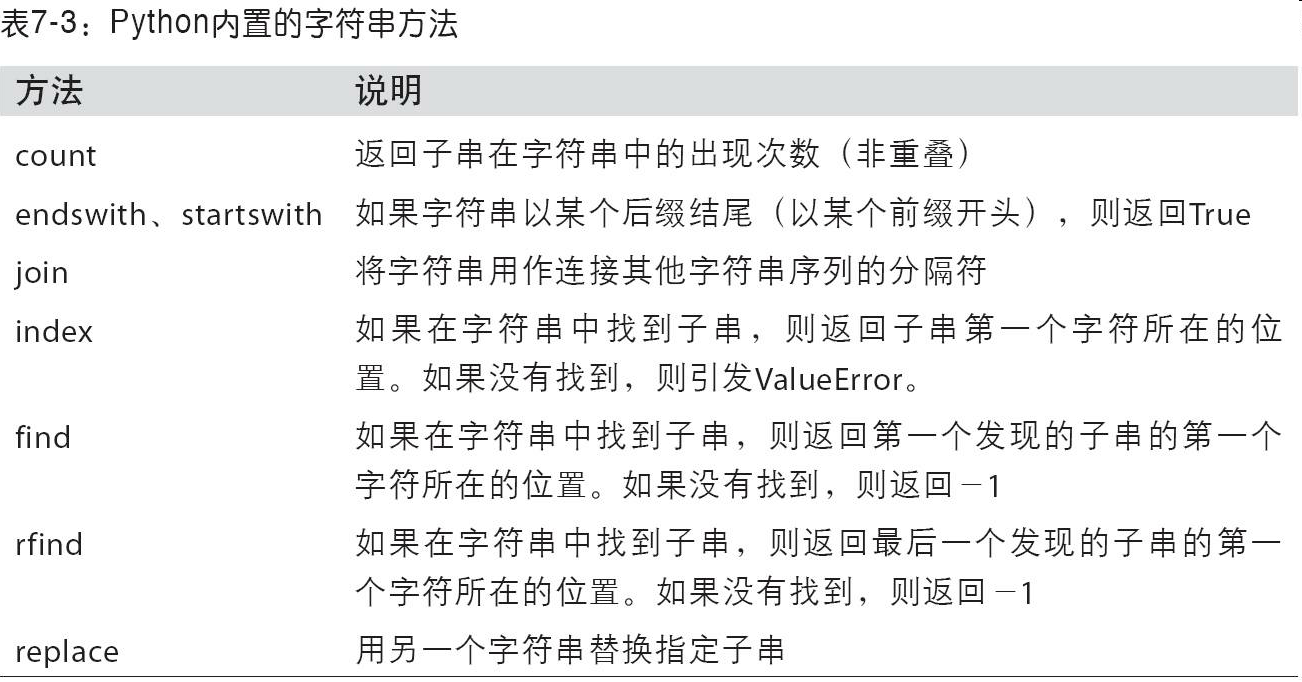 表7-3：Python内置的字符串方法
方法 说明
count 返回子串在字符串中的出现次数（非重叠）
endswith、startswith 如果字符串以某个后缀结尾（以某个前缀开头），则返回True
join 将字符串用作连接其他字符串序列的分隔符
index 如果在字符串中找到子串，则返回子串第一个字符所在的位
置。如果没有找到，则引发ValueError。
find 如果在字符串中找到子串，则返回第一个发现的子串的第一个
字符所在的位置。如果没有找到，则返回－1
rfind 如果在字符串中找到子串，则返回最后一个发现的子串的第一
个字符所在的位置。如果没有找到，则返回－1
replace 用另一个字符串替换指定子串